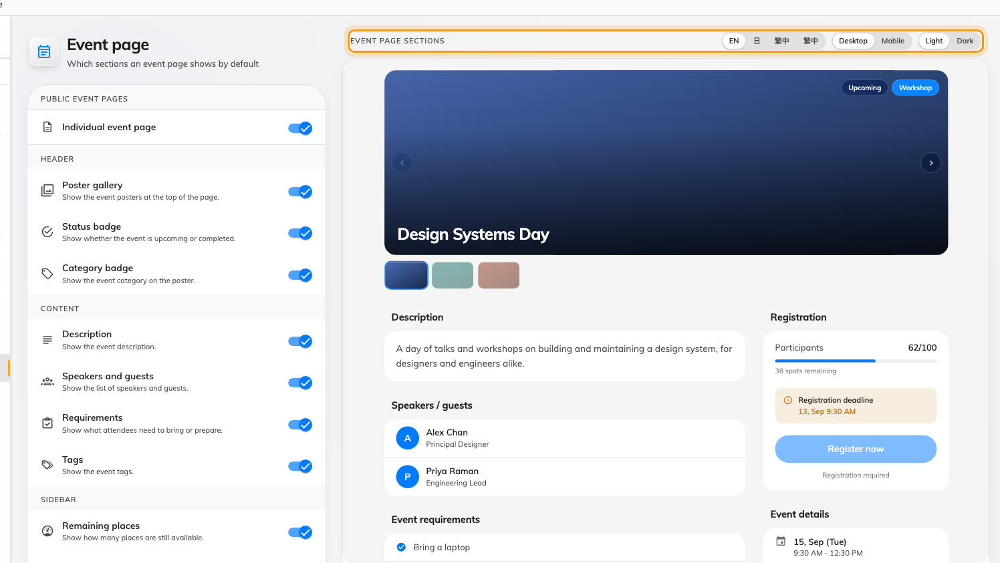 Event page
Which sections an event page shows by default
PUBLIC EVENT PAGES
Individual event page
HEADER
Poster gallery
Show the event posters at the top of the page.
Status badge
Show whether the event is upcoming or completed.
Category badge
Show the event category on the poster.
CONTENT
Description
Show the event description.
Speakers and guests
Show the list of speakers and guests.
Requirements
Show what attendees need to bring or prepare.
Tags
Show the event tags.
SIDEBAR
Remaining places
Show how many places are still available.
EVENT PAGE SECTIONS
EN 日 繁中 繁中 Desktop Mobile Light Dark
Upcoming Workshop
Design Systems Day
Description
A day of talks and workshops on building and maintaining a design system, for
designers and engineers alike.
Speakers / guests
A
Alex Chan
Principal Designer
P
Priya Raman
Engineering Lead
Event requirements
Bring a laptop
Registration
Participants 62/100
38 spots remaining
Registration deadline
13, Sep 9:30 AM
Register now
Registration required
Event details
15, Sep (Tue)
9:30 AM - 12:30 PM